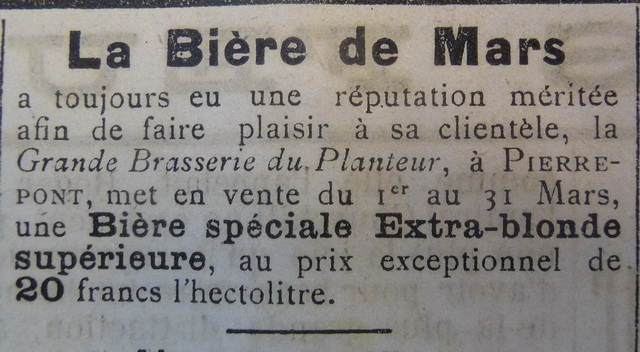 La Bière de Mars
a toujours eu une réputation méritée
afin de faire plaisir à sa clientèle, la
Grande Brasserie du Planteur, à PIERRE-
PONT, met en vente du 1er au 31 Mars,
une Bière spéciale Extra-blonde
supérieure, au prix exceptionnel de
20 francs l'hectolitre.